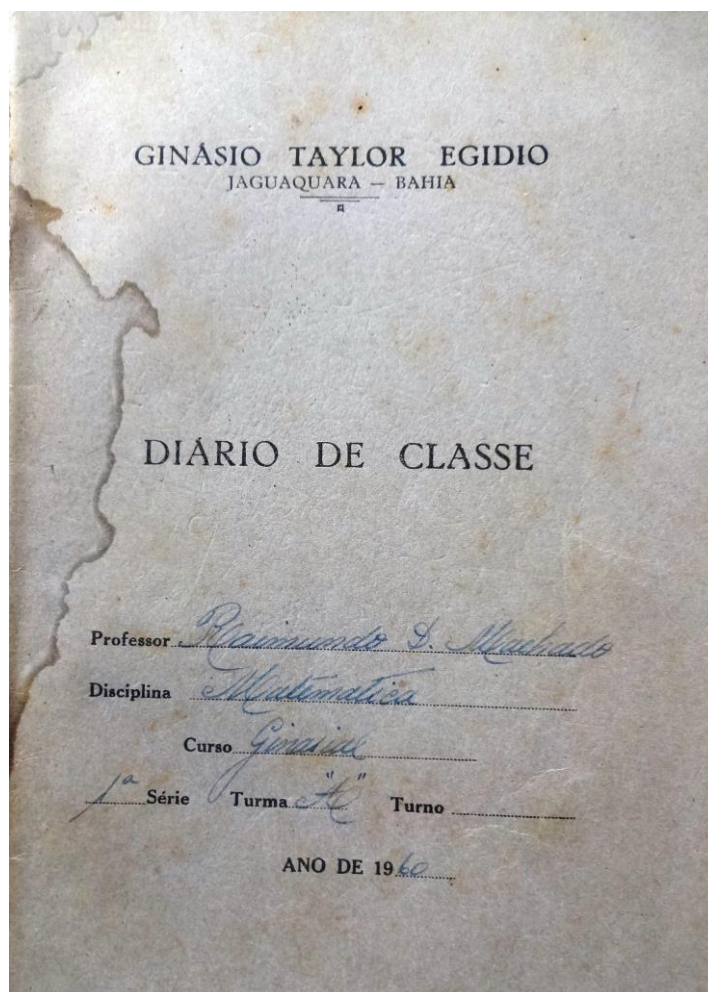 GINÁSIO TAYLOR EGIDIO
JAGUAQUARA — BAHIA
DIÁRIO DE CLASSE
Professor Raimundo D. Machado
Disciplina Matemática
Curso Ginasial
1ª Série Turma "A" Turno
ANO DE 1960